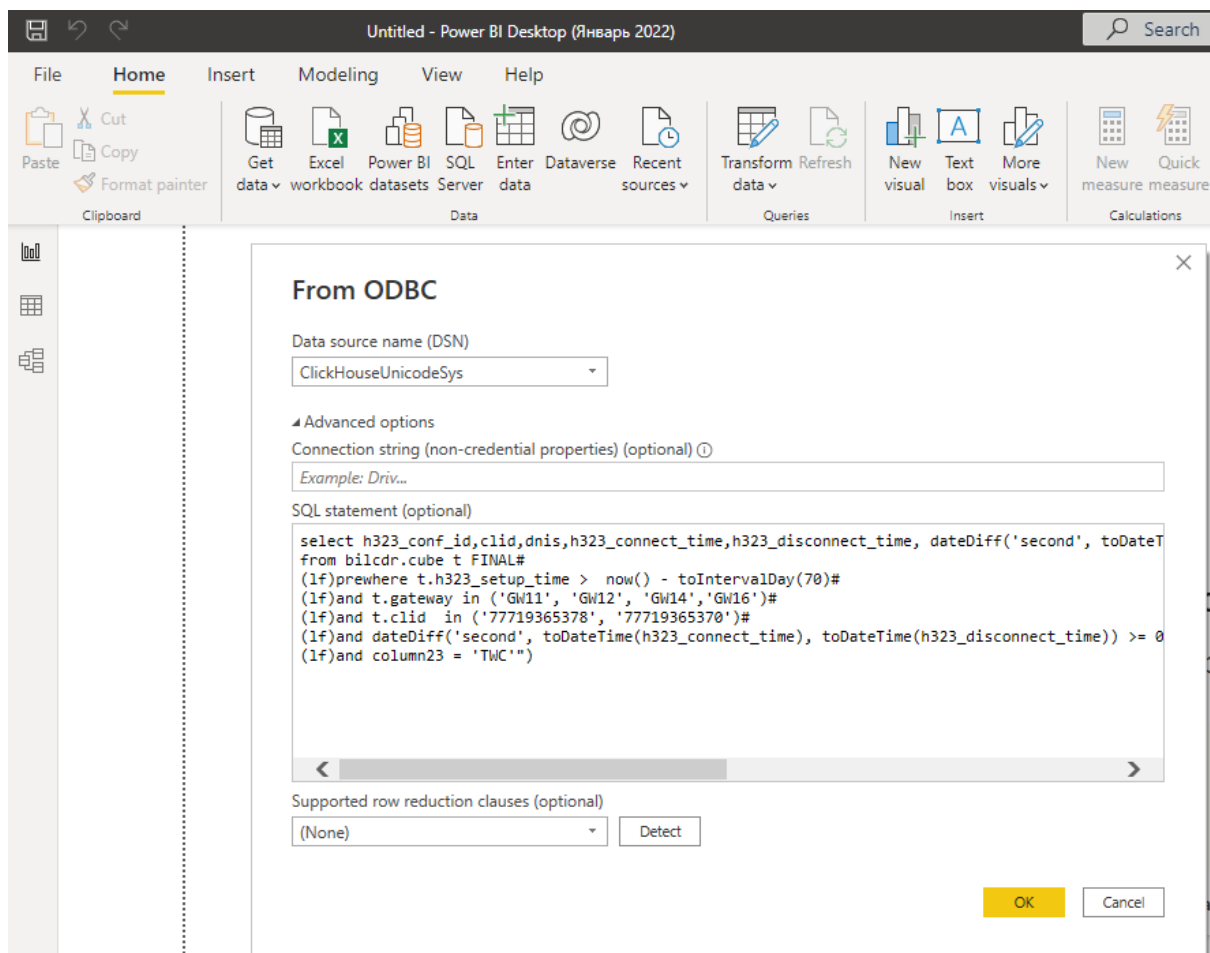 Untitled - Power BI Desktop (Январь 2022)
Search
File Home Insert Modeling View Help
Paste
Cut
Copy
Format painter
Clipboard
Get data
Excel workbook
Power BI datasets
SQL Server
Enter data
Dataverse
Recent sources
Data
Transform data
Refresh
Queries
New visual
Text box
More visuals
Insert
New measure
Quick measure
Calculations
From ODBC
Data source name (DSN)
ClickHouseUnicodeSys
Advanced options
Connection string (non-credential properties) (optional)
Example: Driv...
SQL statement (optional)
select h323_conf_id,clid,dnis,h323_connect_time,h323_disconnect_time, dateDiff('second', toDateT
from bilcdr.cube t FINAL#
(lf)prewhere t.h323_setup_time >  now() - toIntervalDay(70)#
(lf)and t.gateway in ('GW11', 'GW12', 'GW14','GW16')#
(lf)and t.clid  in ('77719365378', '77719365370')#
(lf)and dateDiff('second', toDateTime(h323_connect_time), toDateTime(h323_disconnect_time)) >= 0
(lf)and column23 = 'TWC'")
Supported row reduction clauses (optional)
(None)
Detect
OK
Cancel